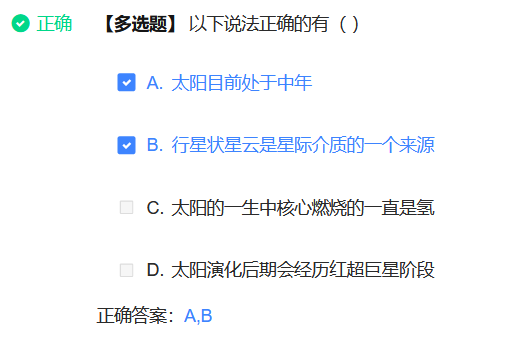 正确 【多选题】 以下说法正确的有（ ）
A. 太阳目前处于中年
B. 行星状星云是星际介质的一个来源
C. 太阳的一生中核心燃烧的一直是氢
D. 太阳演化后期会经历红超巨星阶段
正确答案：A,B